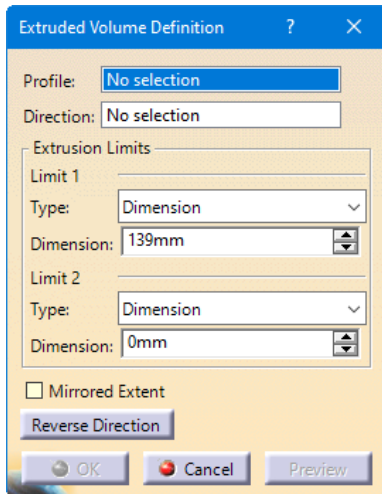 Extruded Volume Definition ?
Profile: No selection
Direction: No selection
Extrusion Limits
Limit 1
Type: Dimension
Dimension: 139mm
Limit 2
Type: Dimension
Dimension: 0mm
Mirrored Extent
Reverse Direction
OK Cancel Preview